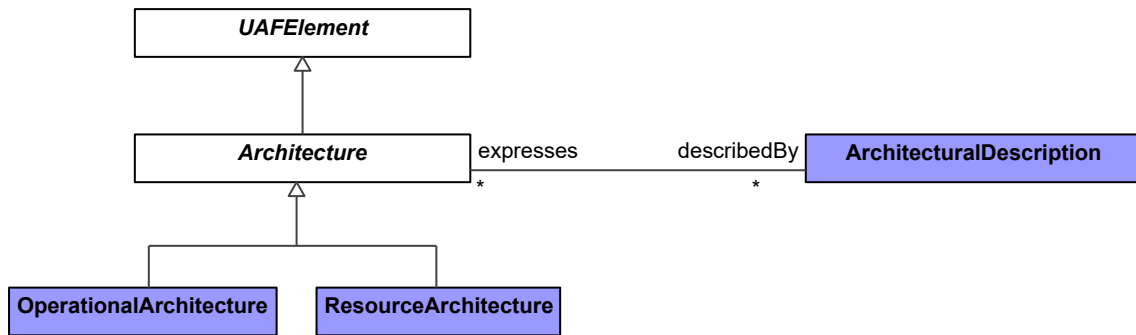 UAFElement
Architecture
expresses
describedBy
ArchitecturalDescription
*
*
OperationalArchitecture
ResourceArchitecture